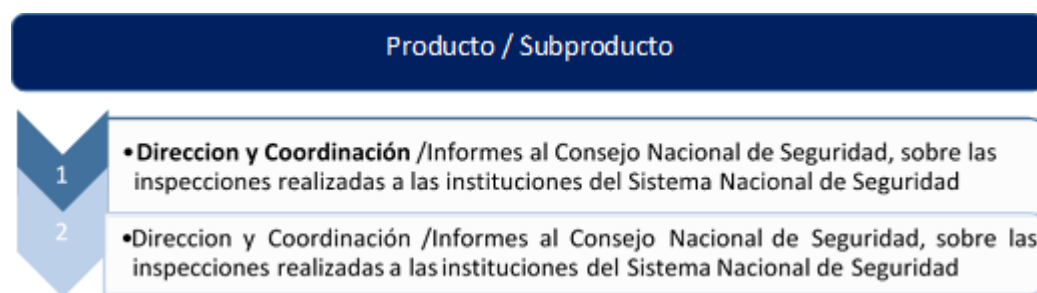 Producto / Subproducto
1
•Direccion y Coordinación /Informes al Consejo Nacional de Seguridad, sobre las
inspecciones realizadas a las instituciones del Sistema Nacional de Seguridad
2
•Direccion y Coordinación /Informes al Consejo Nacional de Seguridad, sobre las
inspecciones realizadas a las instituciones del Sistema Nacional de Seguridad